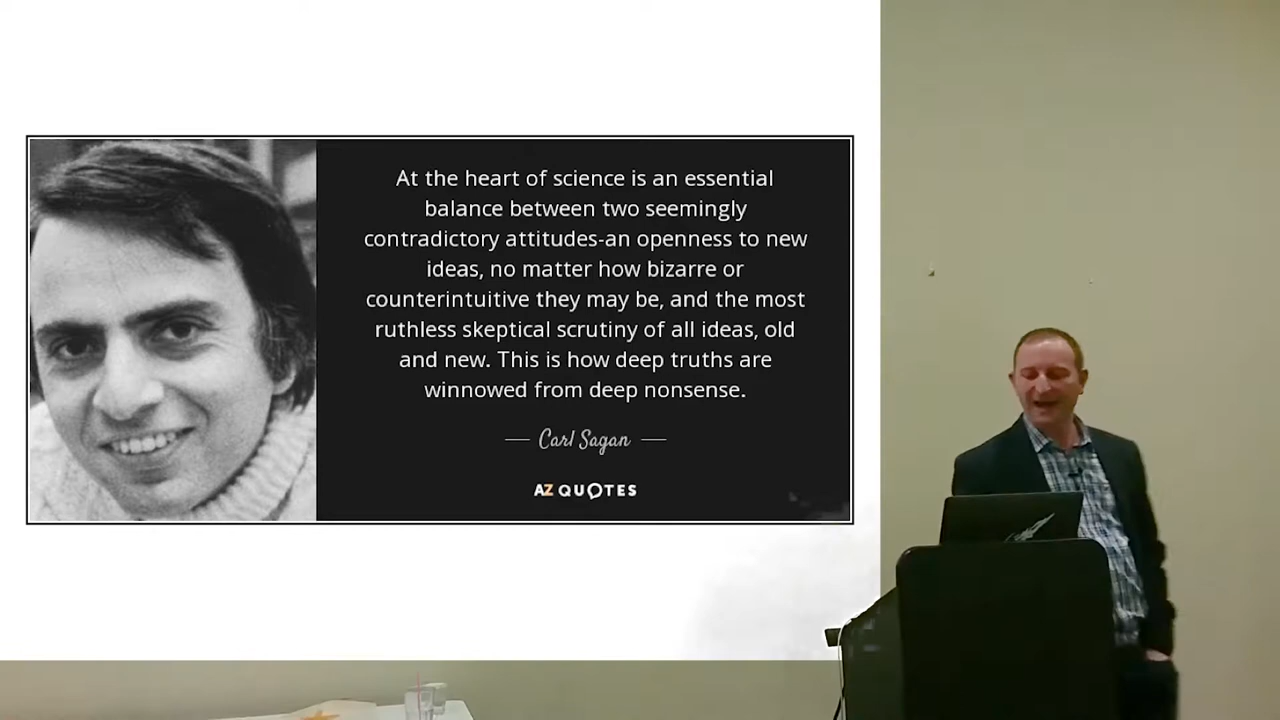 At the heart of science is an essential
balance between two seemingly
contradictory attitudes-an openness to new
ideas, no matter how bizarre or
counterintuitive they may be, and the most
ruthless skeptical scrutiny of all ideas, old
and new. This is how deep truths are
winnowed from deep nonsense.
— Carl Sagan —
AZ QUOTES